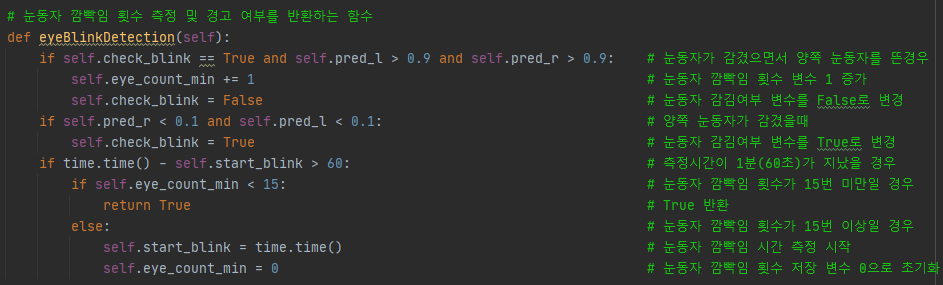 # 눈동자 깜빡임 횟수 측정 및 경고 여부를 반환하는 함수
def eyeBlinkDetection(self):
    if self.check_blink == True and self.pred_l > 0.9 and self.pred_r > 0.9:    # 눈동자가 감겼으면서 양쪽 눈동자를 뜬경우
        self.eye_count_min += 1    # 눈동자 깜빡임 횟수 변수 1 증가
        self.check_blink = False    # 눈동자 감김여부 변수를 False로 변경
    if self.pred_r < 0.1 and self.pred_l < 0.1:    # 양쪽 눈동자가 감겼을때
        self.check_blink = True    # 눈동자 감김여부 변수를 True로 변경
    if time.time() - self.start_blink > 60:    # 측정시간이 1분(60초)가 지났을 경우
        if self.eye_count_min < 15:    # 눈동자 깜빡임 횟수가 15번 미만일 경우
            return True    # True 반환
        else:    # 눈동자 깜빡임 횟수가 15번 이상일 경우
            self.start_blink = time.time()    # 눈동자 깜빡임 시간 측정 시작
            self.eye_count_min = 0    # 눈동자 깜빡임 횟수 저장 변수 0으로 초기화